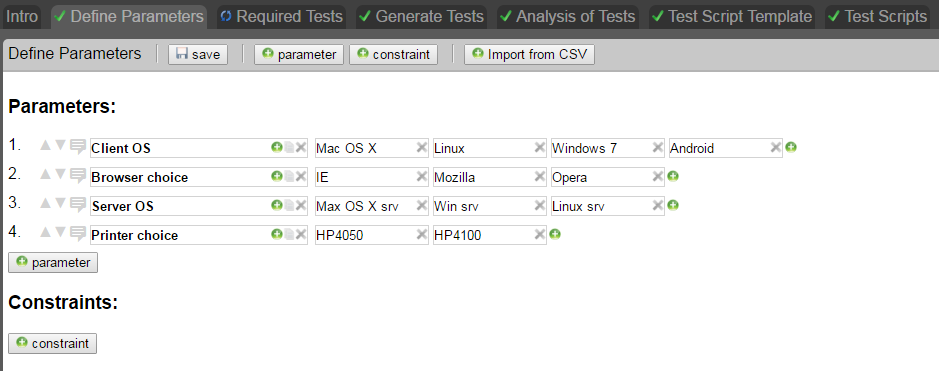 Intro Define Parameters Required Tests Generate Tests Analysis of Tests Test Script Template Test Scripts
Define Parameters save parameter constraint Import from CSV
Parameters:
1. Client OS Mac OS X Linux Windows 7 Android
2. Browser choice IE Mozilla Opera
3. Server OS Max OS X srv Win srv Linux srv
4. Printer choice HP4050 HP4100
parameter
Constraints:
constraint